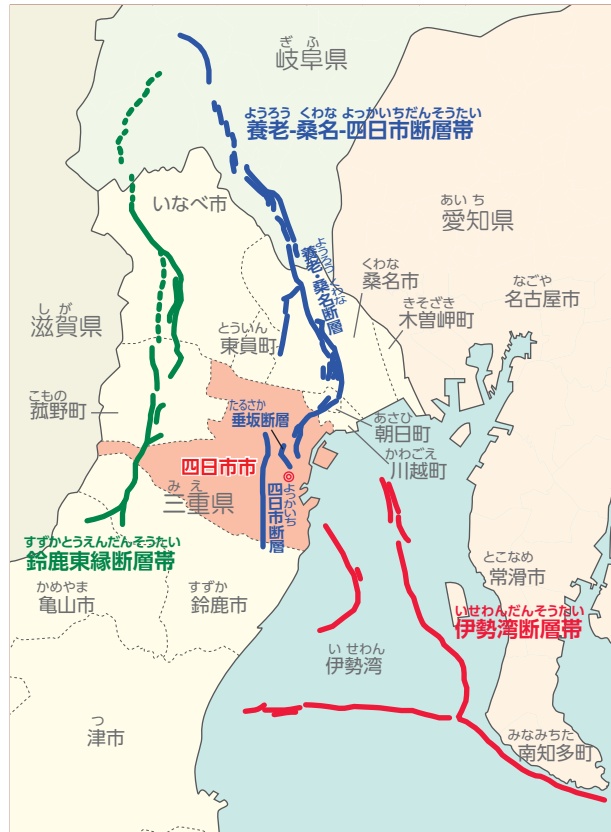 ぎふ
岐阜県
ようろう くわな よっかいちだんそうたい
養老-桑名-四日市断層帯
いなべ市
あいち
愛知県
ようろう くわな
養老・桑名断層
くわな
桑名市
なごや
名古屋市
きそざき
木曽岬町
しが
滋賀県
とういん
東員町
こもの
菰野町
たるさか
垂坂断層
あさひ
朝日町
かわごえ
川越町
四日市市
みえ
三重県
よっかいち
四日市断層
すずかとうえんだんそうたい
鈴鹿東縁断層帯
とこなめ
常滑市
かめやま
亀山市
すずか
鈴鹿市
いせわんだんそうたい
伊勢湾断層帯
いせわん
伊勢湾
つ
津市
みなみちた
南知多町